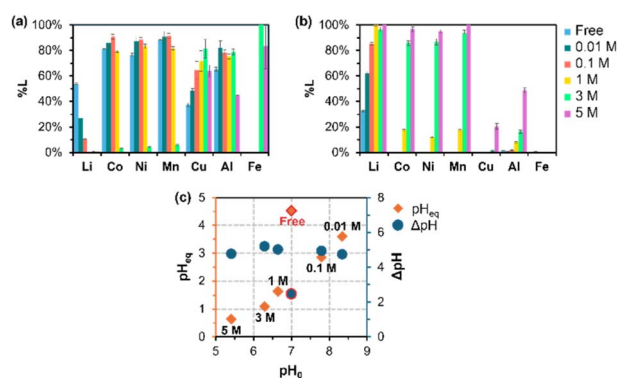 (a)
100%
80%
60%
40%
20%
0%
%L
Li Co Ni Mn Cu Al Fe
(b)
100%
80%
60%
40%
20%
0%
%L
Li Co Ni Mn Cu Al Fe
Free
0.01 M
0.1 M
1 M
3 M
5 M
(c)
5
4
3
2
1
0
pHeq
8
6
4
2
0
ΔpH
Free
0.01 M
0.1 M
1 M
3 M
5 M
5 6 7 8 9
pH0
pHeq
ΔpH